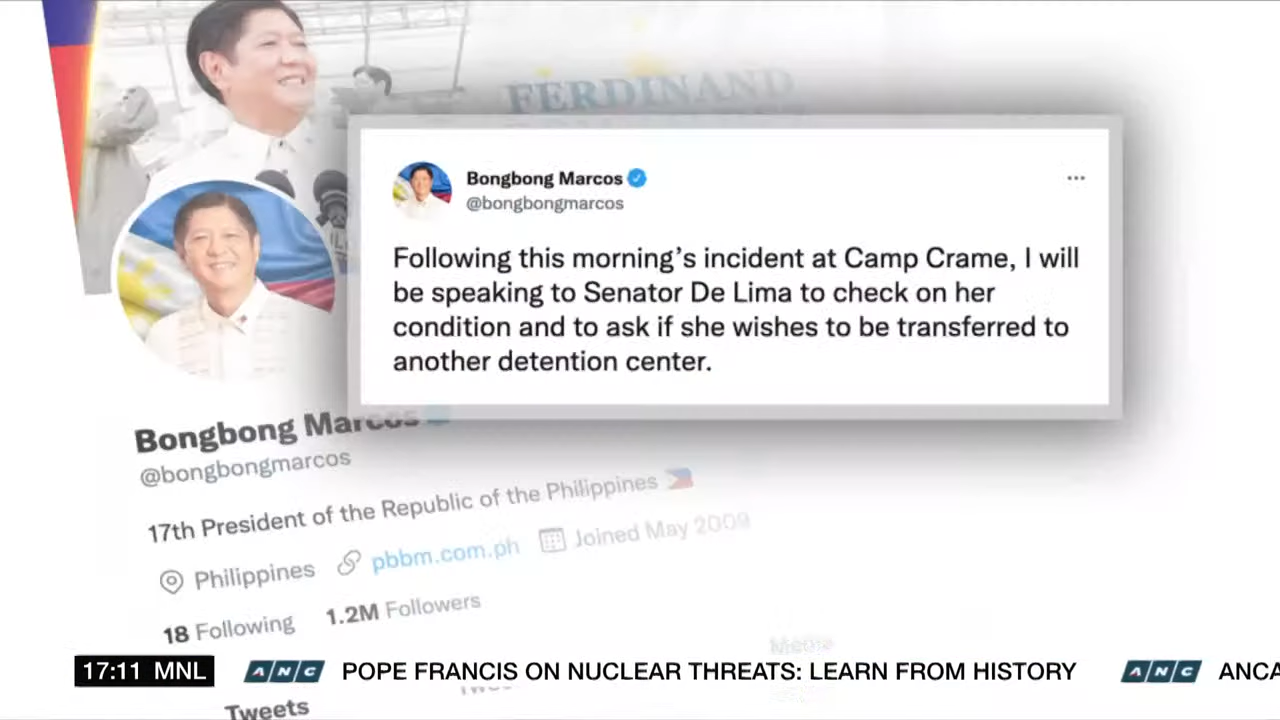 FERDINAND
Bongbong Marcos
@bongbongmarcos
...
Following this morning's incident at Camp Crame, I will
be speaking to Senator De Lima to check on her
condition and to ask if she wishes to be transferred to
another detention center.
Bongbong Marcos
@bongbongmarcos
17th President of the Republic of the Philippines
Philippines pbbm.com.ph Joined May 2009
18 Following 1.2M Followers
Media
17:11 MNL ANC POPE FRANCIS ON NUCLEAR THREATS: LEARN FROM HISTORY ANC ANCA
Tweets